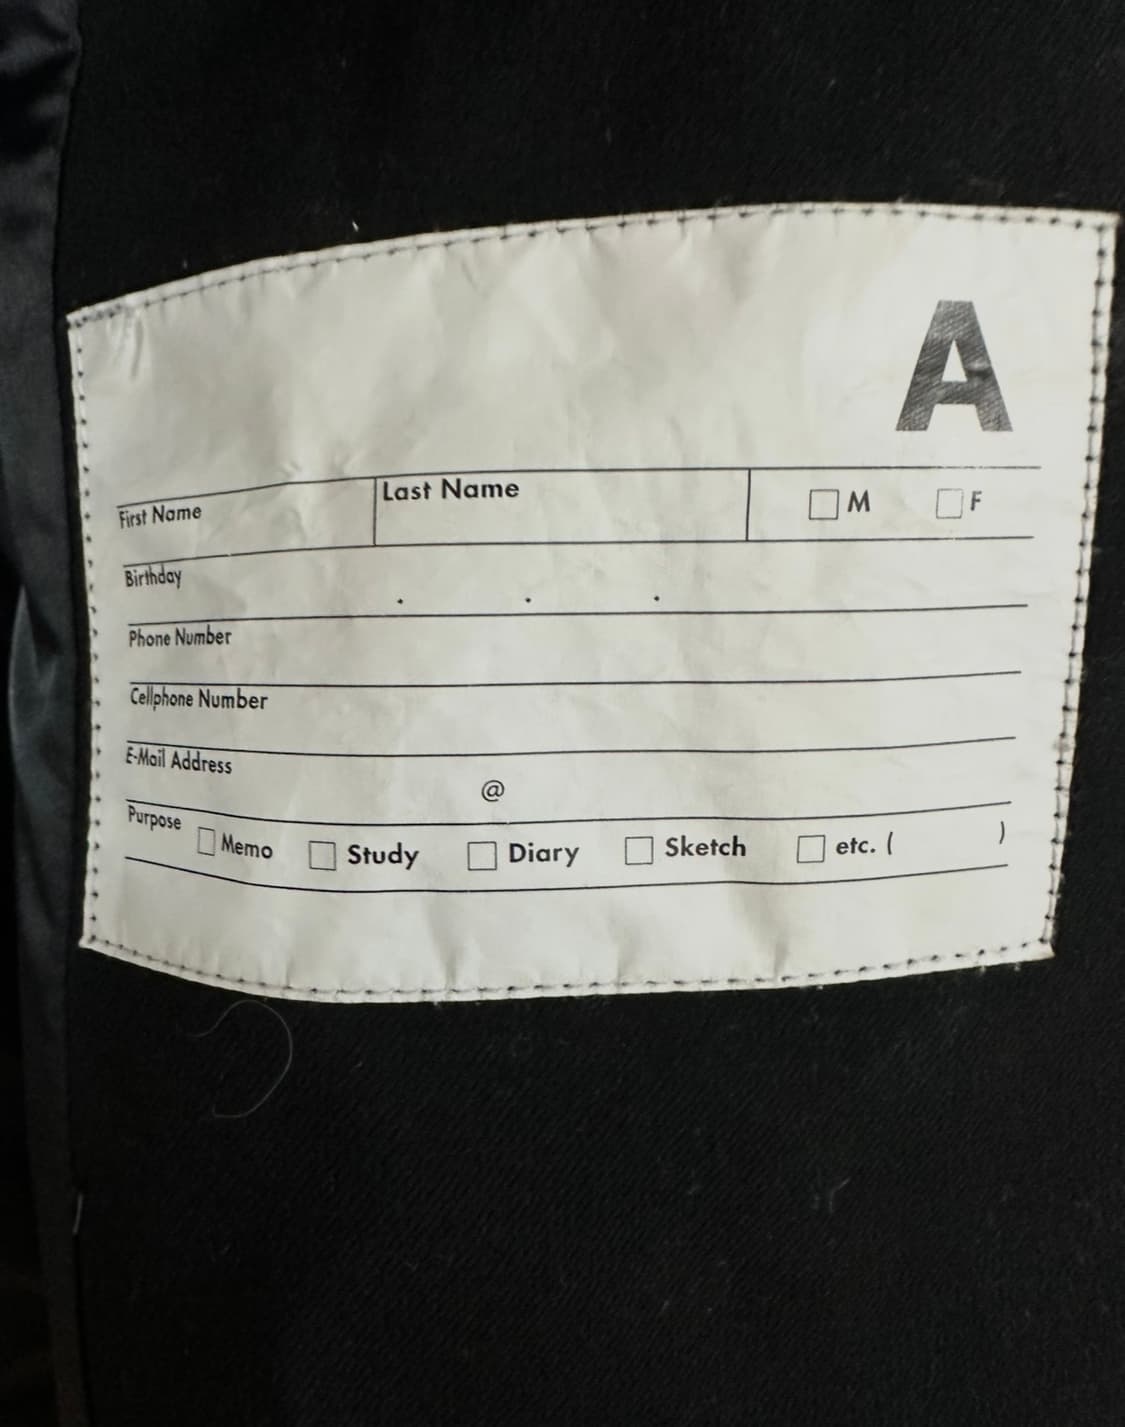 A
First Name Last Name M F
Birthday . . .
Phone Number
Cellphone Number
E-Mail Address
@
Purpose Memo Study Diary Sketch etc. ( )